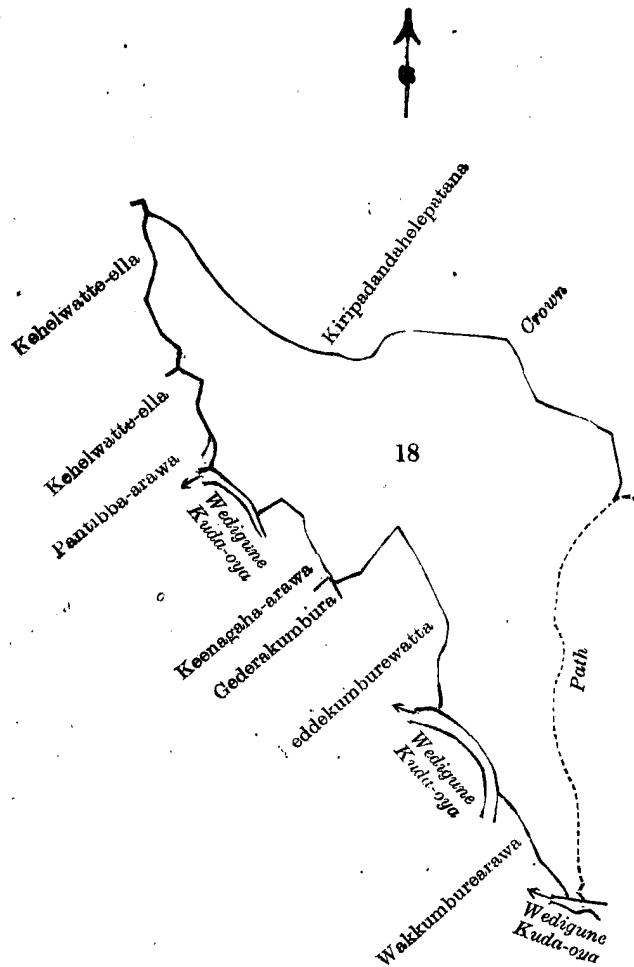 Kiripadandahelepatana
Crown
Kehelwatte-ella
Kehelwatte-ella
18
Pantibba-arawa
Wedigune
Kuda-oya
Keenagaha-arawa
Gederakumbura
eddekumburewatta
Path
Wedigune
Kuda-oya
Wakkumburearawa
Wedigune
Kuda-oya